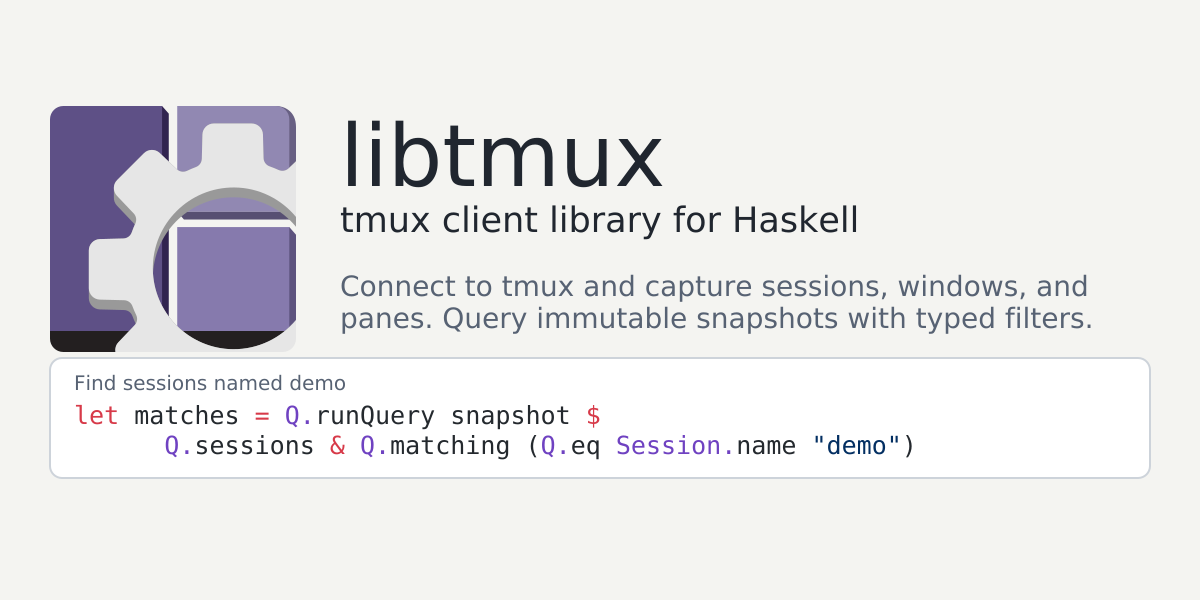 libtmux
tmux client library for Haskell
Connect to tmux and capture sessions, windows, and
panes. Query immutable snapshots with typed filters.
Find sessions named demo
let matches = Q.runQuery snapshot $
      Q.sessions & Q.matching (Q.eq Session.name "demo")